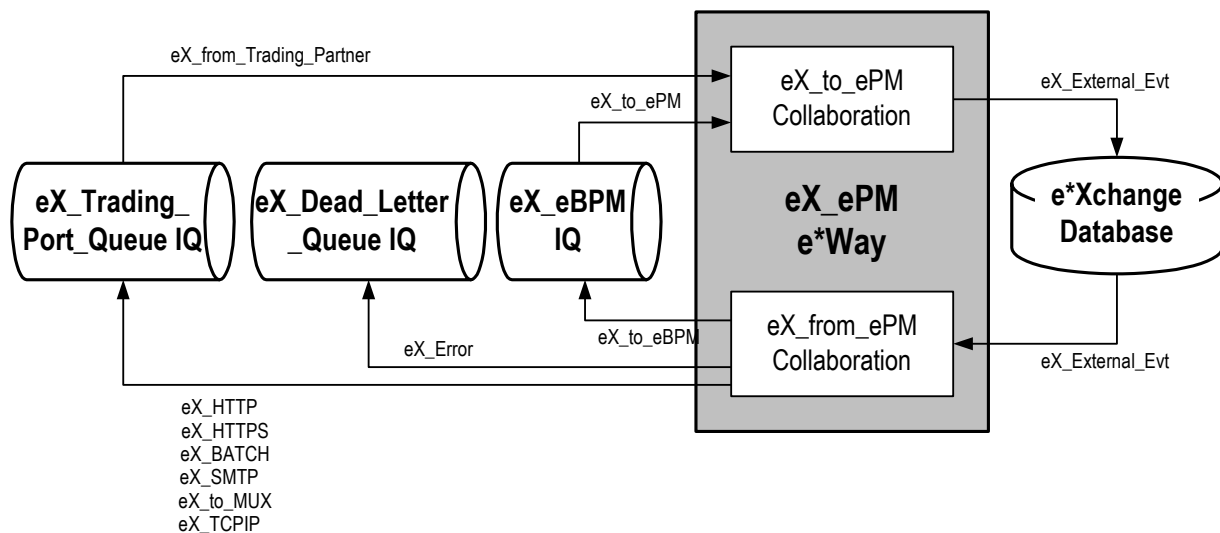 eX_from_Trading_Partner
eX_to_ePM
Collaboration
eX_External_Evt
eX_to_ePM
eX_Trading_
Port_Queue IQ
eX_Dead_Letter
_Queue IQ
eX_eBPM
IQ
eX_ePM
e*Way
e*Xchange
Database
eX_to_eBPM
eX_Error
eX_from_ePM
Collaboration
eX_External_Evt
eX_HTTP
eX_HTTPS
eX_BATCH
eX_SMTP
eX_to_MUX
eX_TCPIP